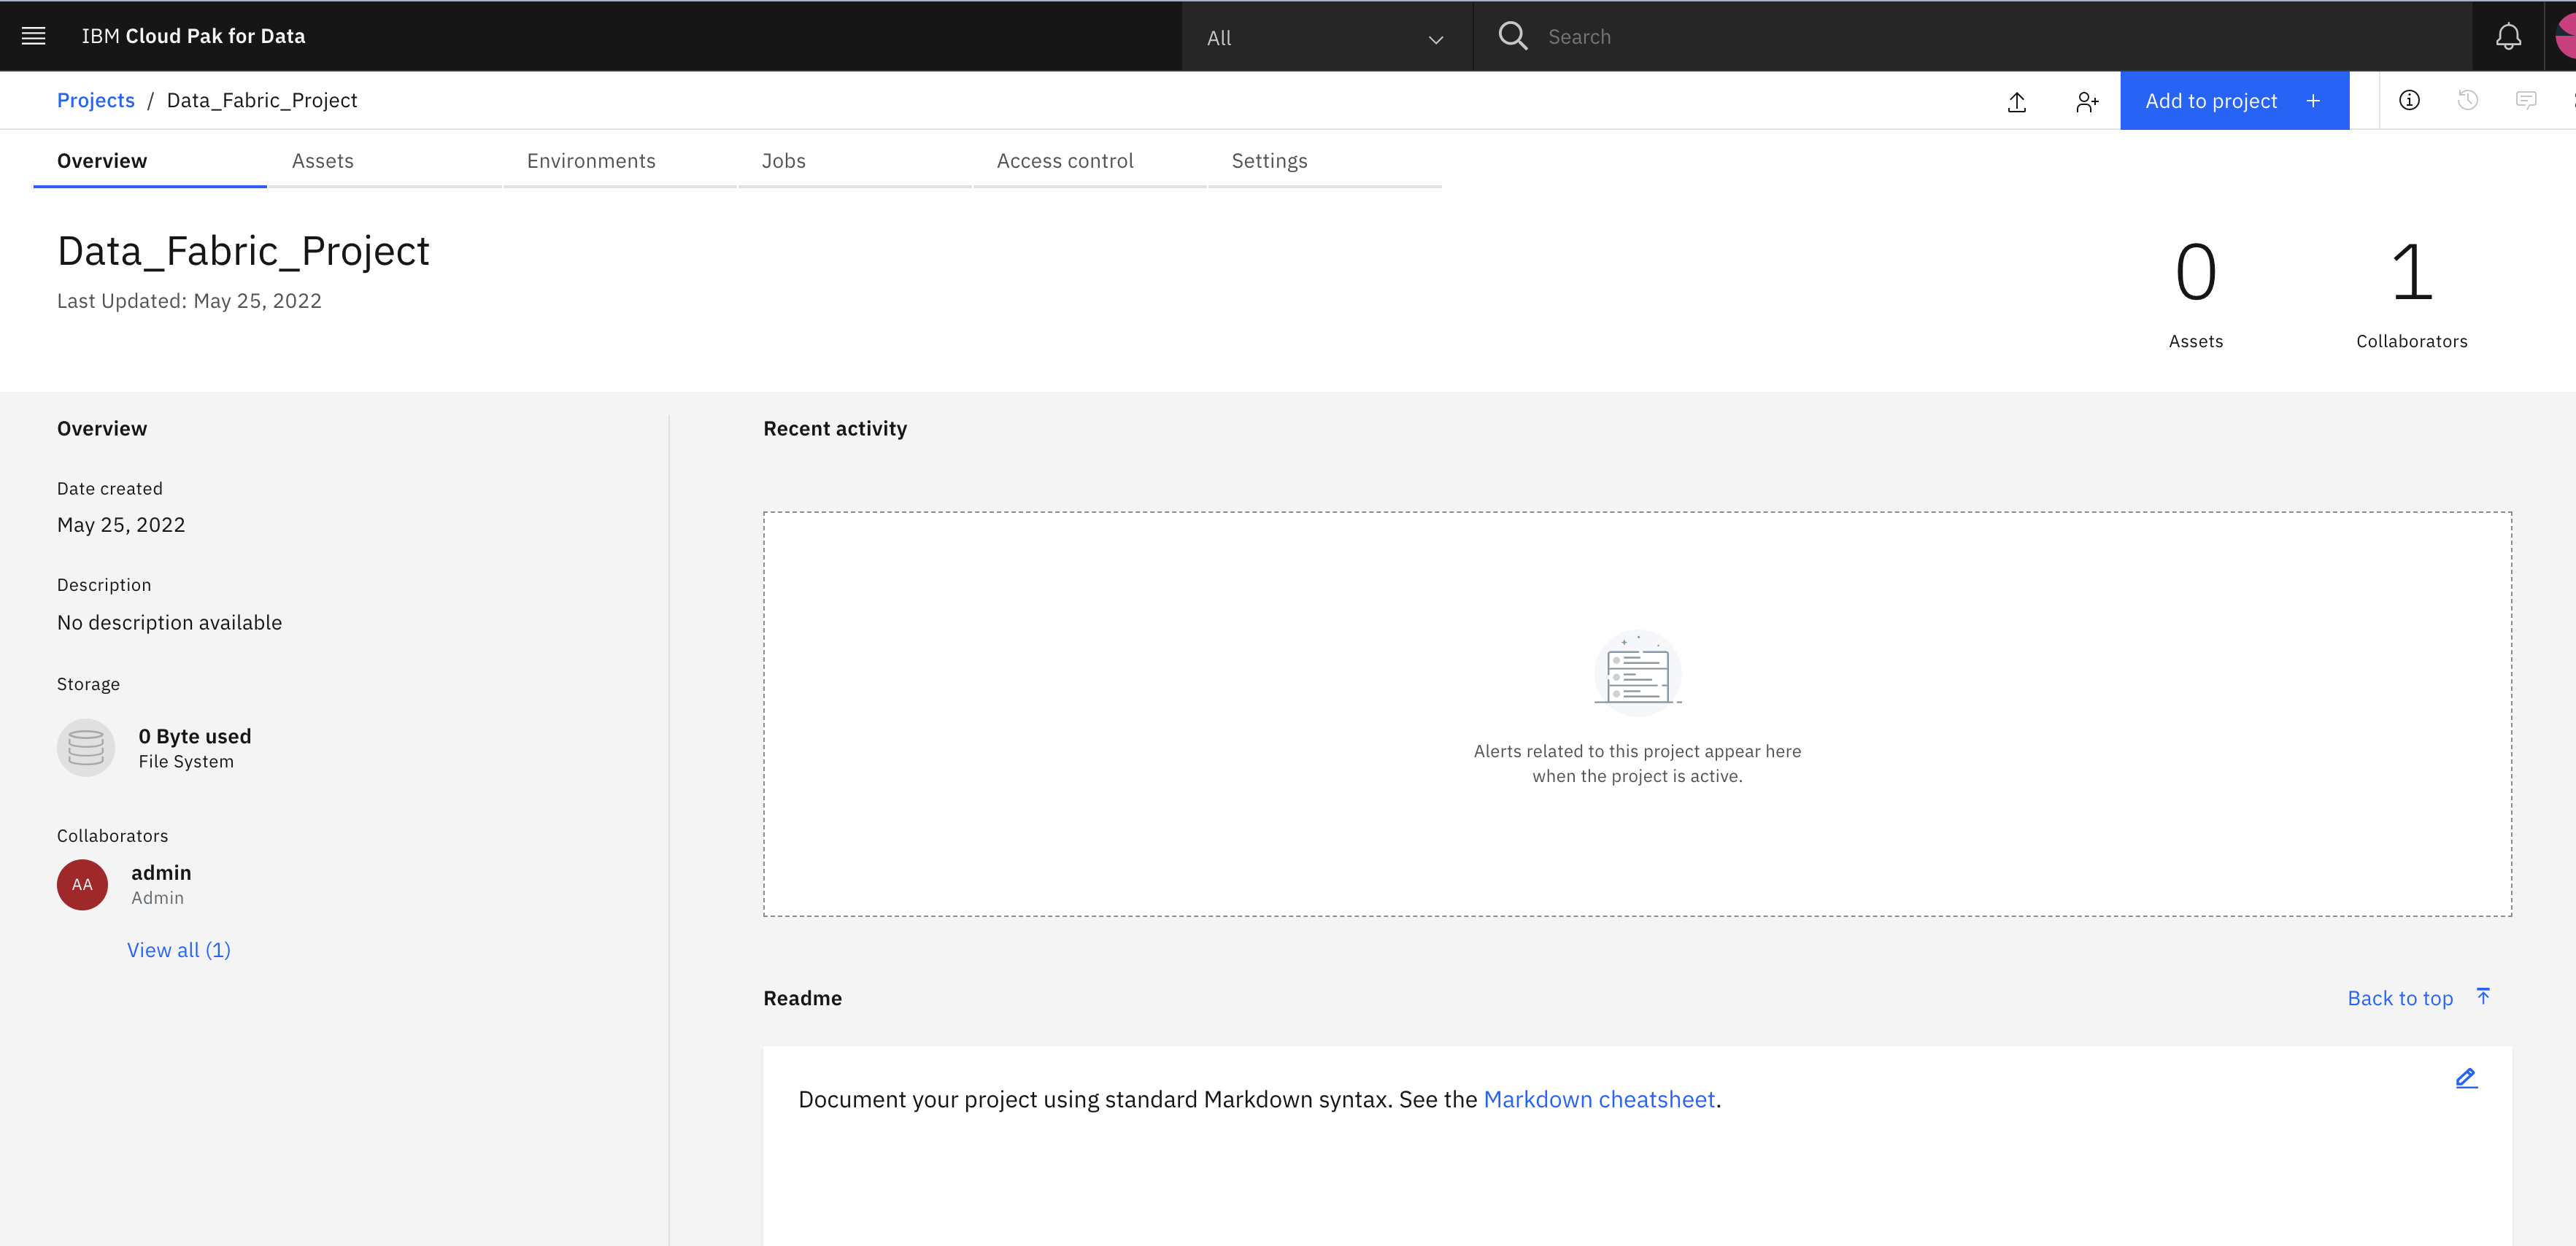 IBM Cloud Pak for Data
All
Search
Projects / Data_Fabric_Project
Add to project +
Overview
Assets
Environments
Jobs
Access control
Settings
Data_Fabric_Project
Last Updated: May 25, 2022
0
Assets
1
Collaborators
Overview
Date created
May 25, 2022
Description
No description available
Storage
0 Byte used
File System
Collaborators
AA
admin
Admin
View all (1)
Recent activity
Alerts related to this project appear here
when the project is active.
Readme
Back to top
Document your project using standard Markdown syntax. See the Markdown cheatsheet.